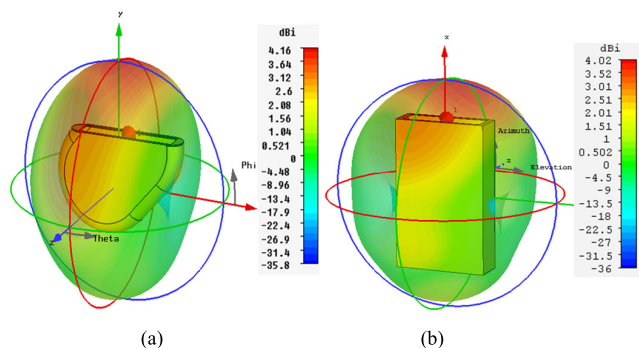 y
dBi
4.16
3.64
3.12
2.6
2.08
1.56
1.04
0.521
0
-4.48
-8.96
-13.4
-17.9
-22.4
-26.9
-31.4
-35.8
Phi
Theta
z
x
1
Azimuth
z
Elevation
dBi
4.02
3.52
3.01
2.51
2.01
1.51
1
0.502
0
-4.5
-9
-13.5
-18
-22.5
-27
-31.5
-36
(a)
(b)